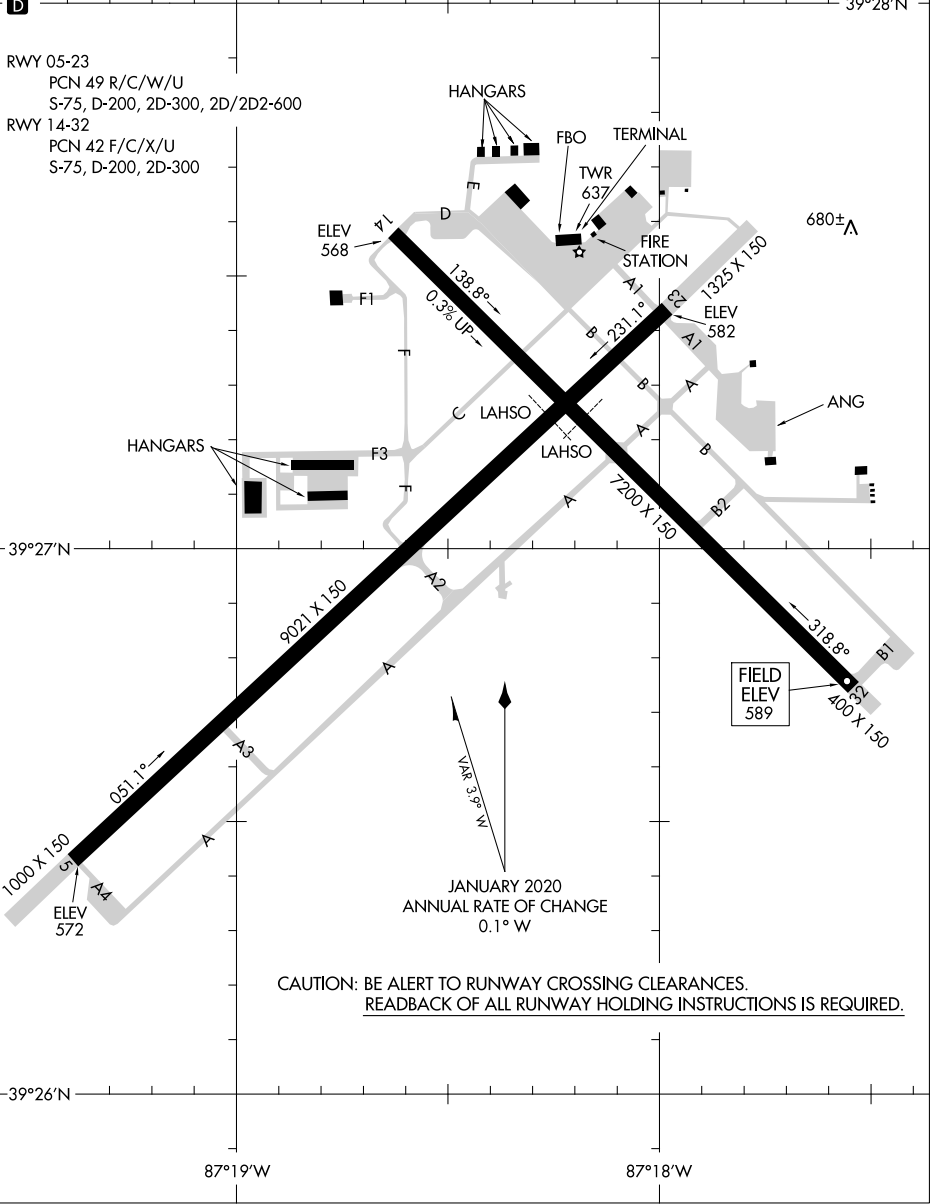 D
39°28'N
RWY 05-23
PCN 49 R/C/W/U
S-75, D-200, 2D-300, 2D/2D2-600
RWY 14-32
PCN 42 F/C/X/U
S-75, D-200, 2D-300
HANGARS
FBO
TERMINAL
TWR
637
E
D
14
ELEV
568
680±
FIRE
STATION
1325 X 150
A1
23
ELEV
582
138.8°
0.3% UP
F1
231.1°
A1
B
F
B
A
C
LAHSO
LAHSO
A
ANG
HANGARS
F3
F
B
7200 X 150
A
B2
39°27'N
A2
9021 X 150
A
318.8°
B1
FIELD
ELEV
589
32
400 X 150
A3
051.1°
VAR 3.9° W
A
1000 X 150
5
A4
ELEV
572
JANUARY 2020
ANNUAL RATE OF CHANGE
0.1° W
CAUTION: BE ALERT TO RUNWAY CROSSING CLEARANCES.
READBACK OF ALL RUNWAY HOLDING INSTRUCTIONS IS REQUIRED.
39°26'N
87°19'W
87°18'W